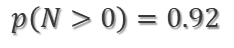 p(N > 0) = 0.92